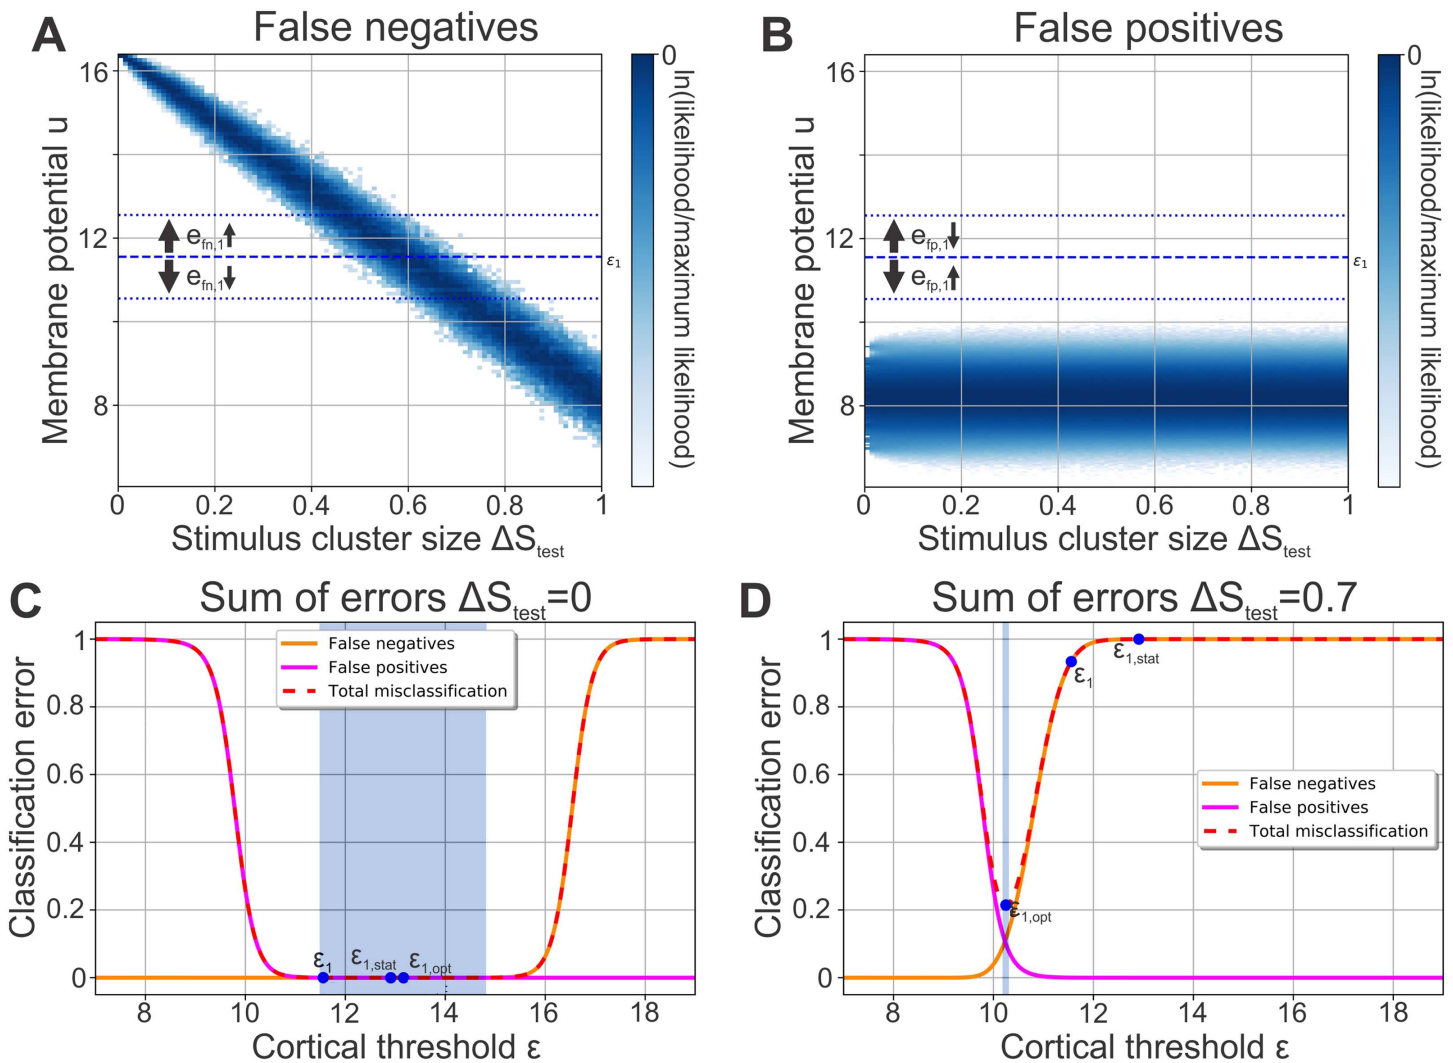 A
False negatives
16
12
8
Membrane potential u
e_fn,1
e_fn,1
ε₁
0
0.2
0.4
0.6
0.8
1
Stimulus cluster size ΔS_test
0
ln(likelihood/maximum likelihood)
B
False positives
16
12
8
Membrane potential u
e_fp,1
e_fp,1
ε₁
0
0.2
0.4
0.6
0.8
1
Stimulus cluster size ΔS_test
0
ln(likelihood/maximum likelihood)
C
Sum of errors ΔS_test=0
1
0.8
0.6
0.4
0.2
0
Classification error
False negatives
False positives
Total misclassification
ε₁
ε_1,stat
ε_1,opt
8
10
12
14
16
18
Cortical threshold ε
D
Sum of errors ΔS_test=0.7
1
0.8
0.6
0.4
0.2
0
Classification error
ε_1,stat
ε₁
False negatives
False positives
Total misclassification
ε_1,opt
8
10
12
14
16
18
Cortical threshold ε